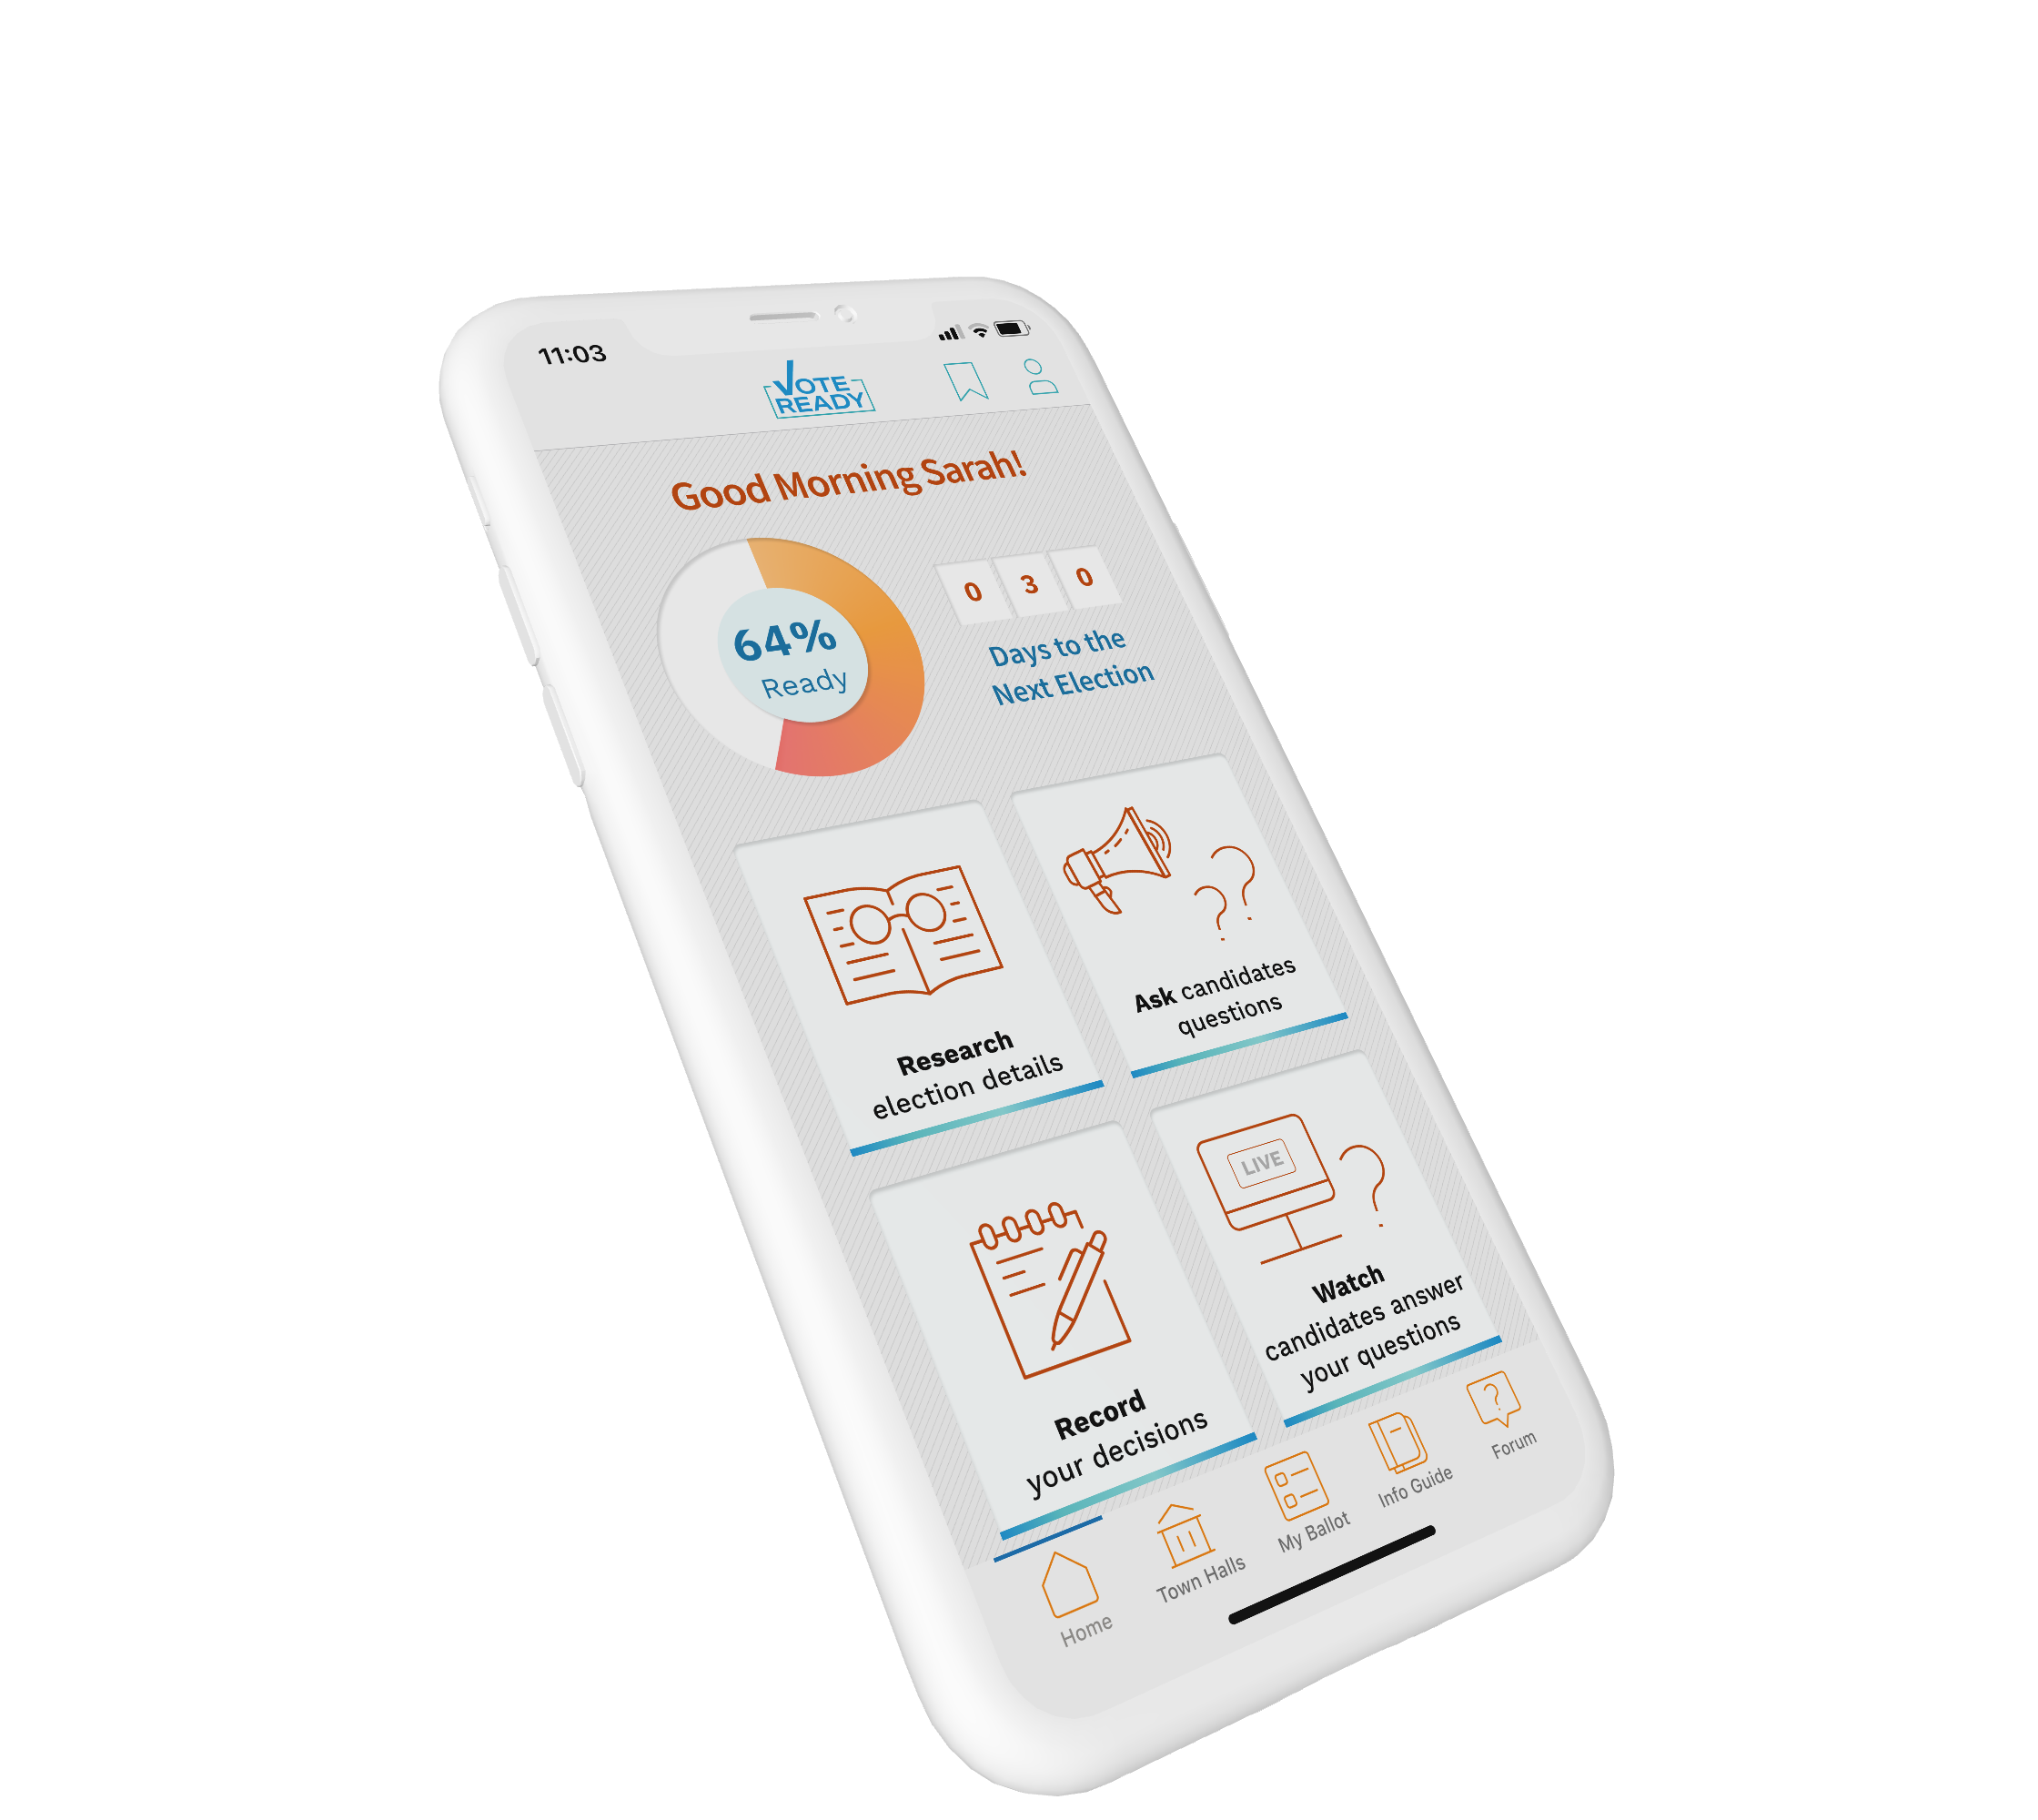 11:03
VOTE
READY
Good Morning Sarah!
64%
Ready
0 3 0
Days to the
Next Election
Research
election details
Ask candidates
questions
Record
your decisions
LIVE
Watch
candidates answer
your questions
Home
Town Halls
My Ballot
Info Guide
Forum